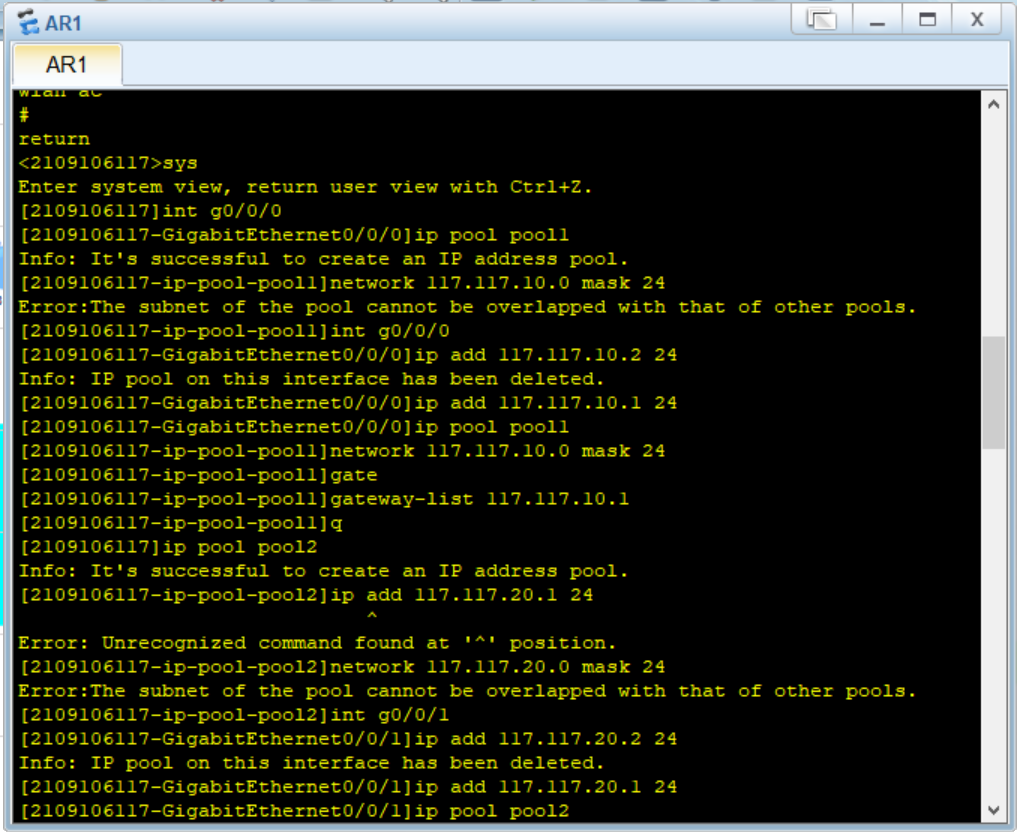 AR1
AR1
wlan ac
#
return
<2109106117>sys
Enter system view, return user view with Ctrl+Z.
[2109106117]int g0/0/0
[2109106117-GigabitEthernet0/0/0]ip pool pool1
Info: It's successful to create an IP address pool.
[2109106117-ip-pool-pool1]network 117.117.10.0 mask 24
Error:The subnet of the pool cannot be overlapped with that of other pools.
[2109106117-ip-pool-pool1]int g0/0/0
[2109106117-GigabitEthernet0/0/0]ip add 117.117.10.2 24
Info: IP pool on this interface has been deleted.
[2109106117-GigabitEthernet0/0/0]ip add 117.117.10.1 24
[2109106117-GigabitEthernet0/0/0]ip pool pool1
[2109106117-ip-pool-pool1]network 117.117.10.0 mask 24
[2109106117-ip-pool-pool1]gate
[2109106117-ip-pool-pool1]gateway-list 117.117.10.1
[2109106117-ip-pool-pool1]q
[2109106117]ip pool pool2
Info: It's successful to create an IP address pool.
[2109106117-ip-pool-pool2]ip add 117.117.20.1 24
^
Error: Unrecognized command found at '^' position.
[2109106117-ip-pool-pool2]network 117.117.20.0 mask 24
Error:The subnet of the pool cannot be overlapped with that of other pools.
[2109106117-ip-pool-pool2]int g0/0/1
[2109106117-GigabitEthernet0/0/1]ip add 117.117.20.2 24
Info: IP pool on this interface has been deleted.
[2109106117-GigabitEthernet0/0/1]ip add 117.117.20.1 24
[2109106117-GigabitEthernet0/0/1]ip pool pool2